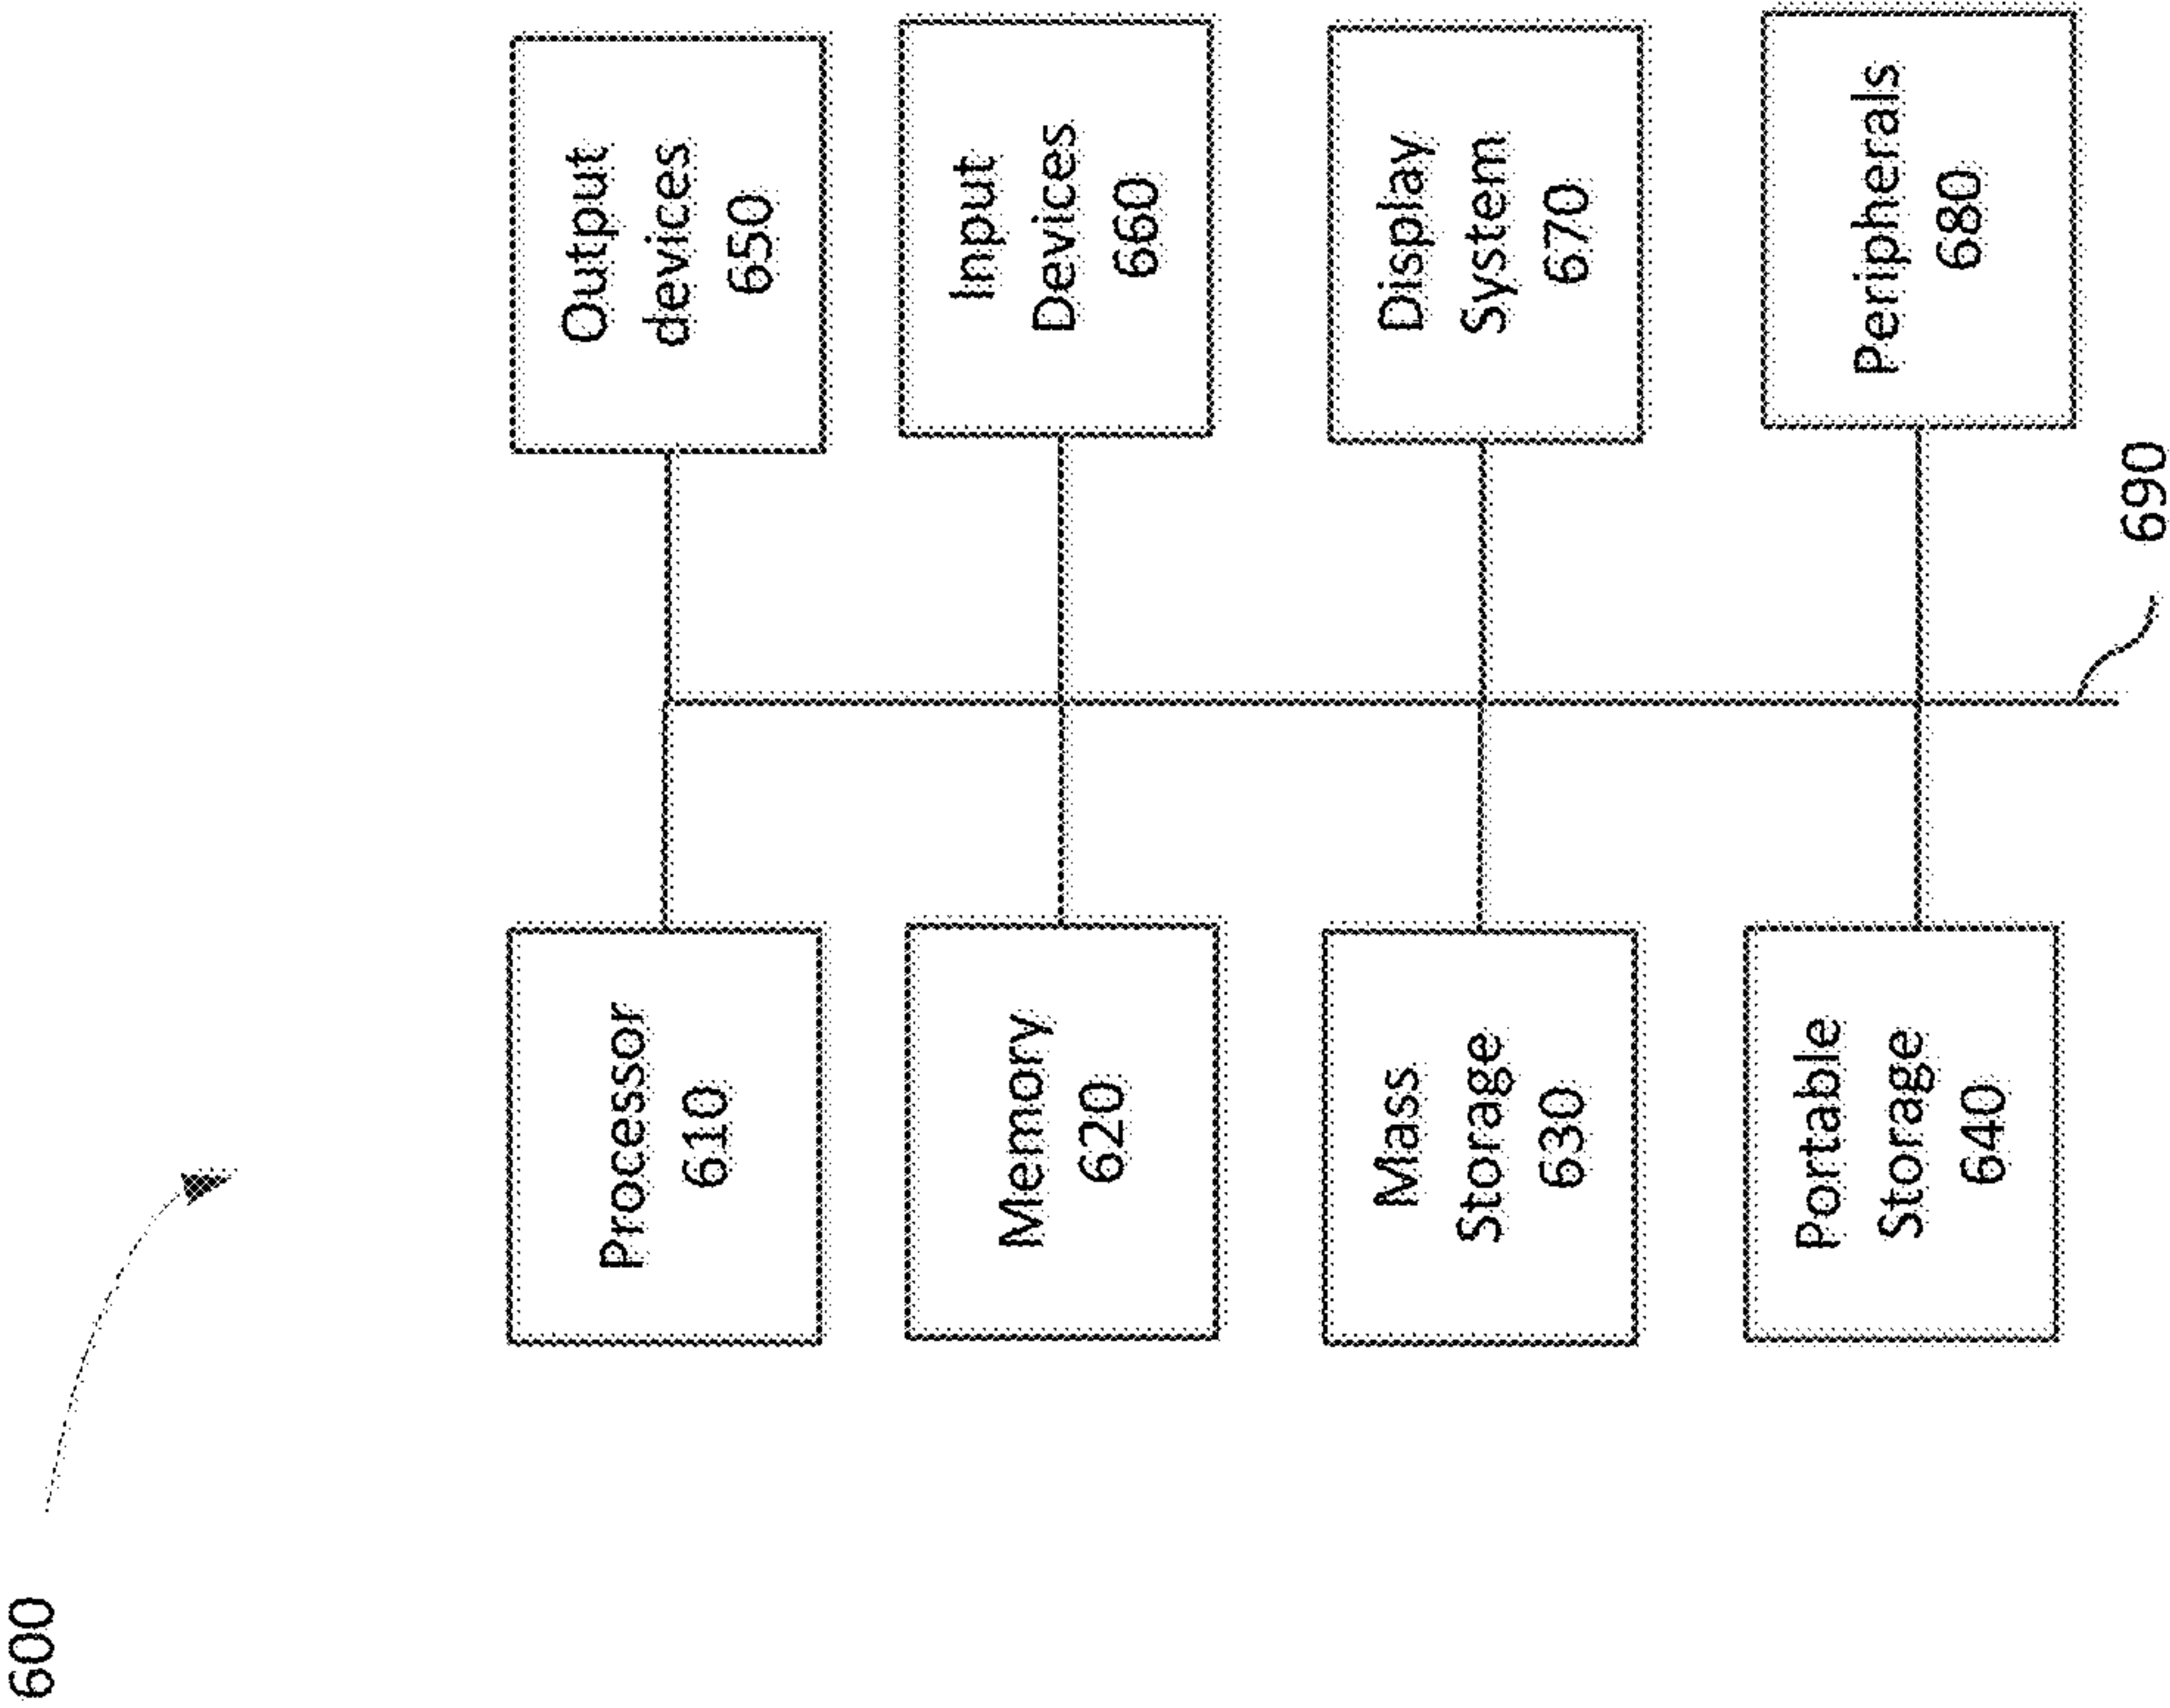 600
Processor
610
Output
devices
650
Memory
620
Input
Devices
660
Mass
Storage
630
Display
System
670
Portable
Storage
640
Peripherals
680
690